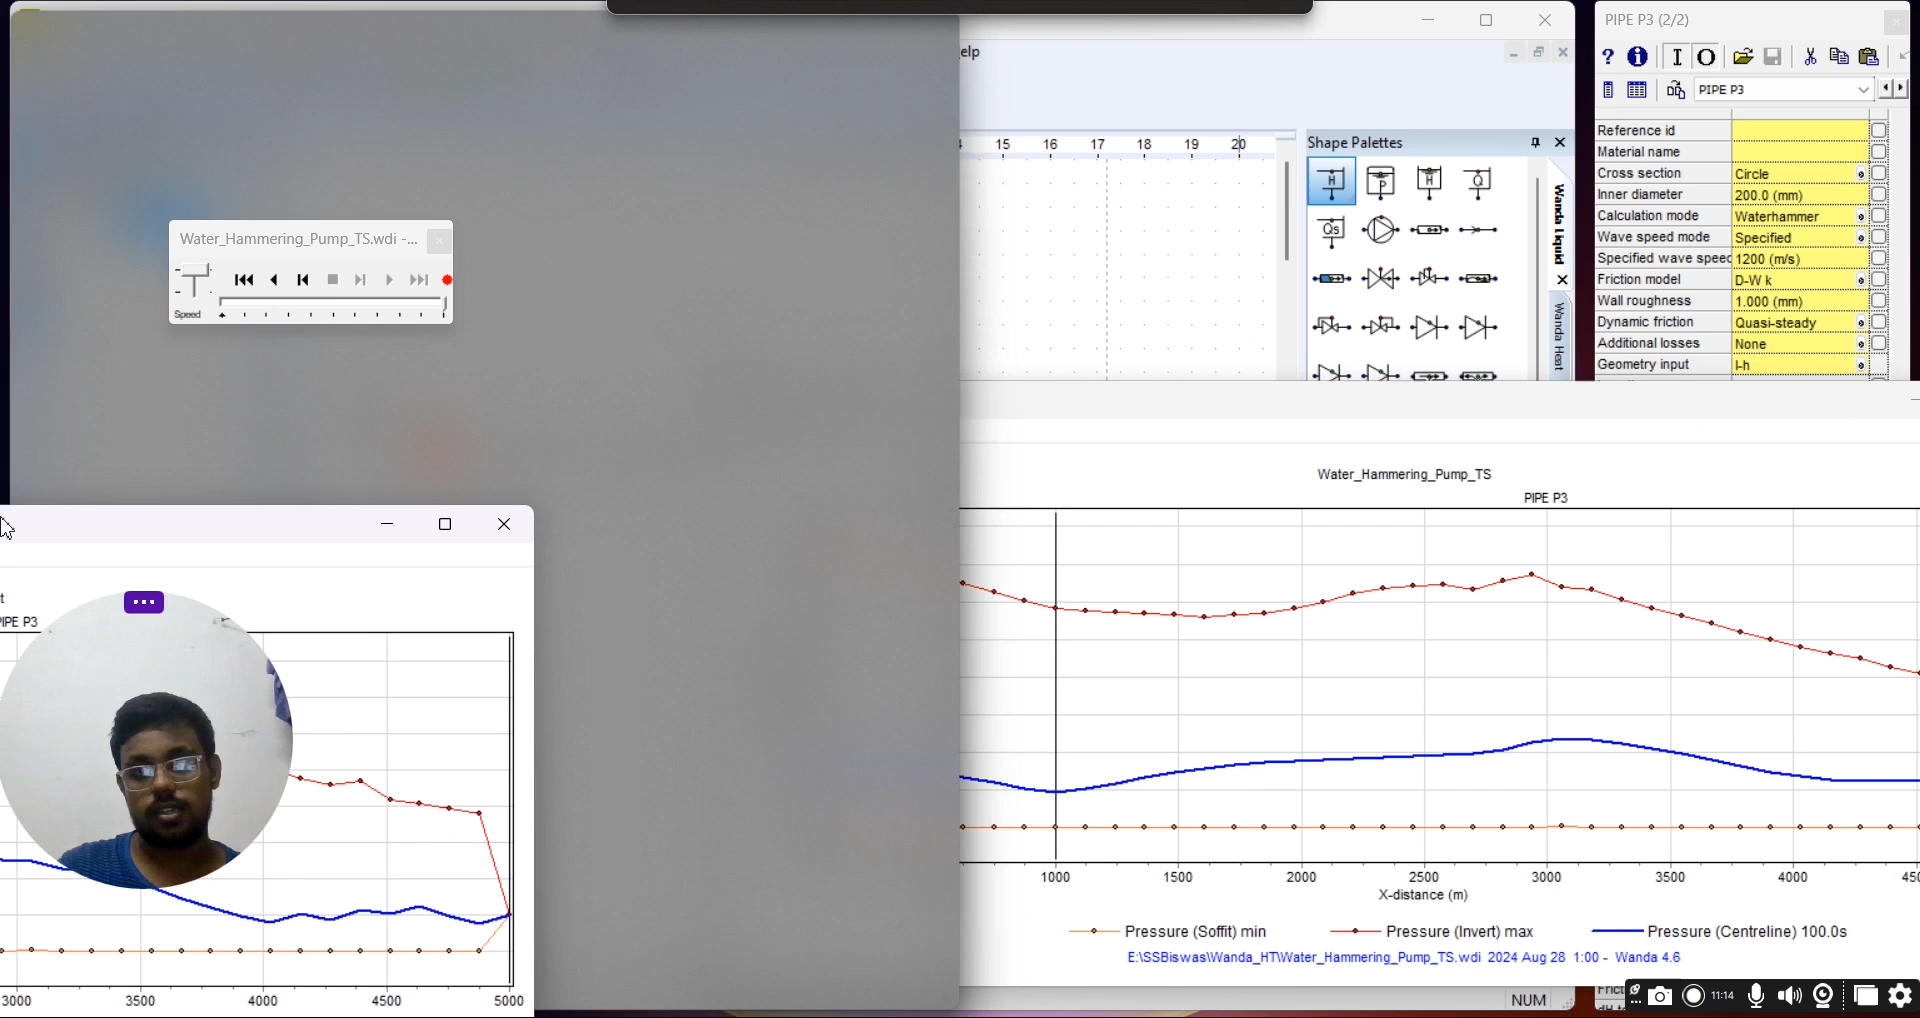 elp
PIPE P3 (2/2)
PIPE P3
Reference id
Material name
Cross section Circle
Inner diameter 200.0 (mm)
Calculation mode Waterhammer
Wave speed mode Specified
Specified wave speed 1200 (m/s)
Friction model D-W k
Wall roughness 1.000 (mm)
Dynamic friction Quasi-steady
Additional losses None
Geometry input l-h
15 16 17 18 19 20
Shape Palettes
H P H Q
Qs
Wanda Liquid
Wanda Heat
Water_Hammering_Pump_TS.wdi -...
Speed
Water_Hammering_Pump_TS
PIPE P3
1000 1500 2000 2500 3000 3500 4000 450
X-distance (m)
Pressure (Soffit) min Pressure (Invert) max Pressure (Centreline) 100.0s
E:\SSBiswas\Wanda_HT\Water_Hammering_Pump_TS.wdi 2024 Aug 28 1:00 - Wanda 4.6
t
PIPE P3
3000 3500 4000 4500 5000
NUM
Frict
11:14